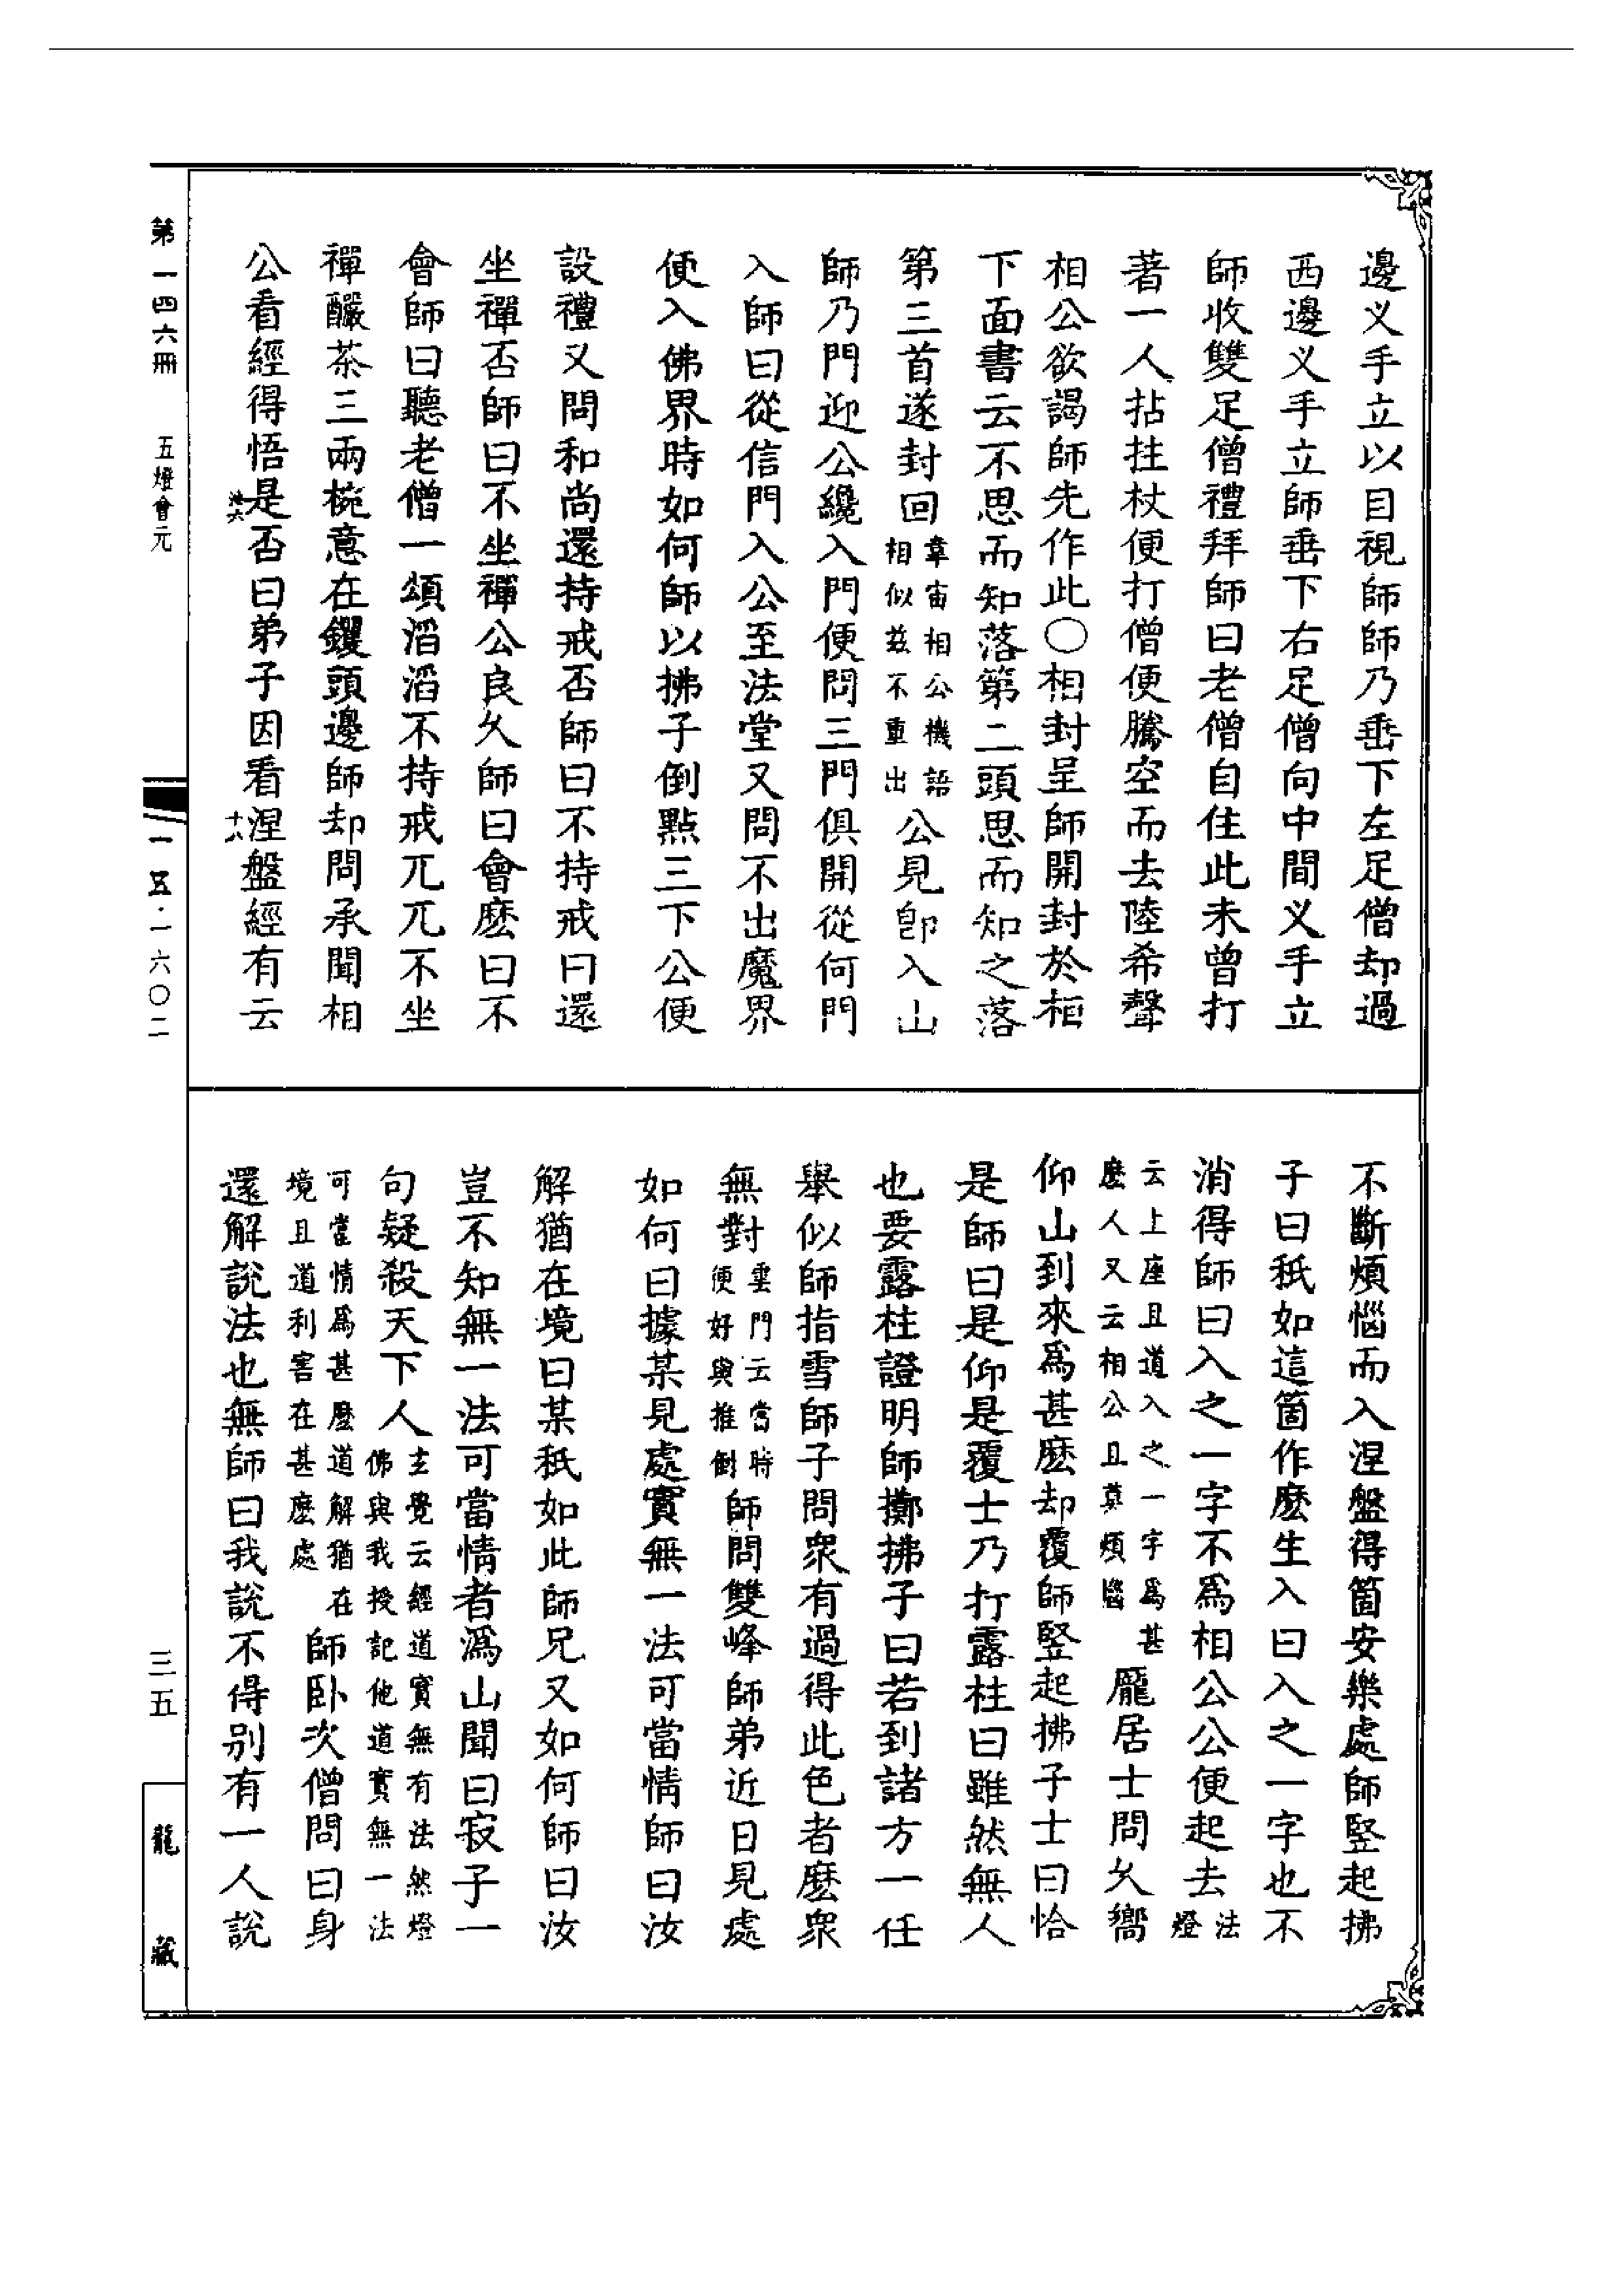 邊义手立以目視師師乃垂下左足僧却過
西邊义手立師垂下右足僧向中間义手立
師收雙足僧禮拜師曰老僧自住此未曾打
著一人拈拄杖便打僧便騰空而去陸希聲
相公欲謁師先作此〇相封呈師開封於相
下面書云不思而知落第二頭思而知之落
第三首遂封回韋宙相公機語相似茲不重出公見卽入山
師乃門迎公纔入門便問三門俱開從何門
入師曰從信門入公至法堂又問不出魔界
便入佛界時如何師以拂子倒點三下公便
設禮又問和尚還持戒否師曰不持戒曰還
坐禪否師曰不坐禪公良久師曰會麽曰不
會師曰聽老僧一頌滔滔不持戒兀兀不坐
禪釅茶三兩椀意在钁頭邊師却問承聞相
公看經得悟是否曰弟子因看涅盤經有云
不斷煩惱而入涅盤得箇安樂處師竪起拂
子曰秖如這箇作麽生入曰入之一字也不
消得師曰入之一字不爲相公公便起去法燈
云上座且道入之一字爲甚麽人又云相公且莫煩惱龐居士問久嚮
仰山到來爲甚麽却覆師竪起拂子士曰恰
是師曰是仰是覆士乃打露柱曰雖然無人
也要露柱證明師擲拂子曰若到諸方一任
舉似師指雪師子問衆有過得此色者麽衆
無對雲門云當時便好與推倒師問雙峰師弟近日見處
如何曰據某見處實無一法可當情師曰汝
解猶在境曰某秖如此師兄又如何師曰汝
豈不知無一法可當情者潙山聞曰寂子一
句疑殺天下人玄覺云經道實無有法然燈佛與我授記他道實無一法
可當情爲甚麽道解猶在境且道利害在甚麽處師卧次僧問曰身
還解說法也無師曰我說不得別有一人說
第一四六冊
五燈會元
一五·一六〇二
三五
龍藏